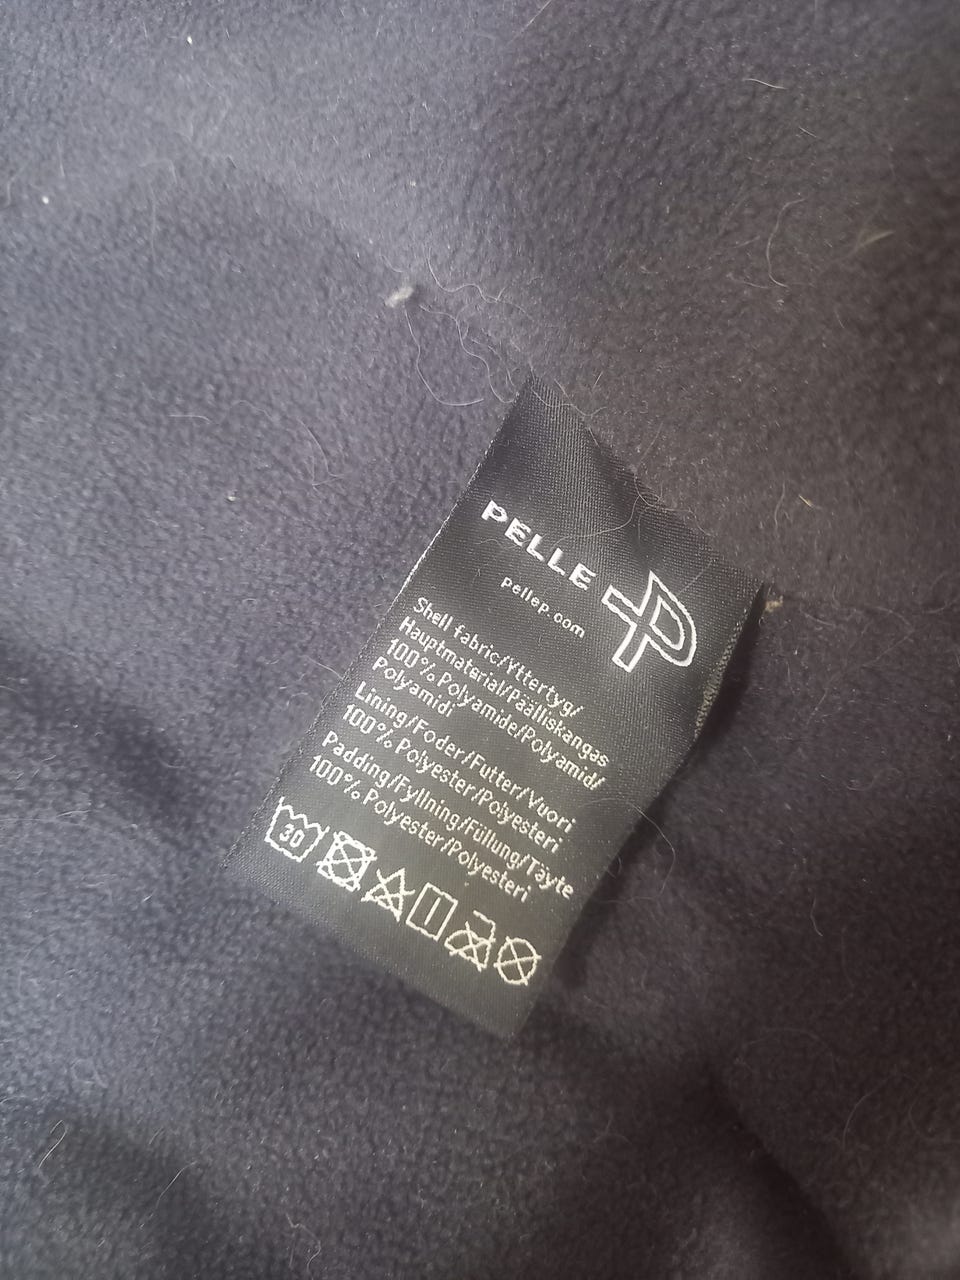 PELLE P
pellep.com
Shell fabric/Yttertyg/
Hauptmaterial/Päälliskangas
100% Polyamide/Polyamid/
Polyamidi
Lining/Foder/Futter/Vuori
100% Polyester/Polyesteri
Padding/Fyllning/Füllung/Täyte
100% Polyester/Polyesteri
30